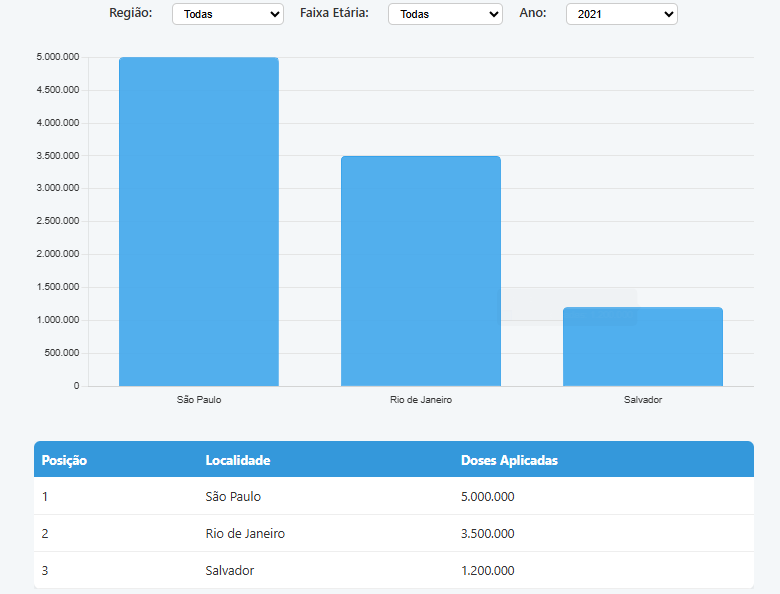 Região: Todas Faixa Etária: Todas Ano: 2021
5.000.000
4.500.000
4.000.000
3.500.000
3.000.000
2.500.000
2.000.000
1.500.000
1.000.000
500.000
0
São Paulo Rio de Janeiro Salvador
Posição Localidade Doses Aplicadas
1 São Paulo 5.000.000
2 Rio de Janeiro 3.500.000
3 Salvador 1.200.000